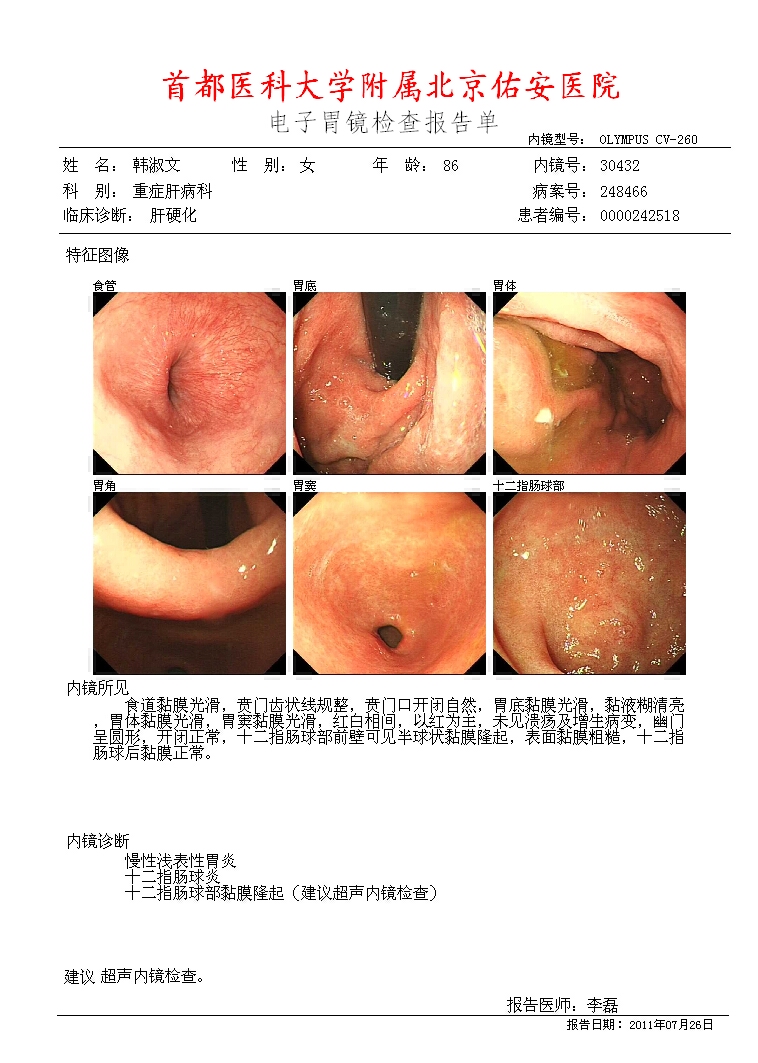 首都医科大学附属北京佑安医院
电子胃镜检查报告单
内镜型号： OLYMPUS CV-260
姓 名： 韩淑文 性 别：女 年 龄： 86 内镜号： 30432
科 别： 重症肝病科 病案号： 248466
临床诊断： 肝硬化 患者编号： 0000242518
特征图像
食管 胃底 胃体
胃角 胃窦 十二指肠球部
内镜所见
食道黏膜光滑，贲门齿状线规整，贲门口开闭自然，胃底黏膜光滑，黏液糊清亮
，胃体黏膜光滑，胃窦黏膜光滑，红白相间，以红为主，未见溃疡及增生病变，幽门
呈圆形，开闭正常，十二指肠球部前壁可见半球状黏膜隆起，表面黏膜粗糙，十二指
肠球后黏膜正常。
内镜诊断
慢性浅表性胃炎
十二指肠球炎
十二指肠球部黏膜隆起（建议超声内镜检查）
建议 超声内镜检查。
报告医师： 李磊
报告日期： 2011年07月26日